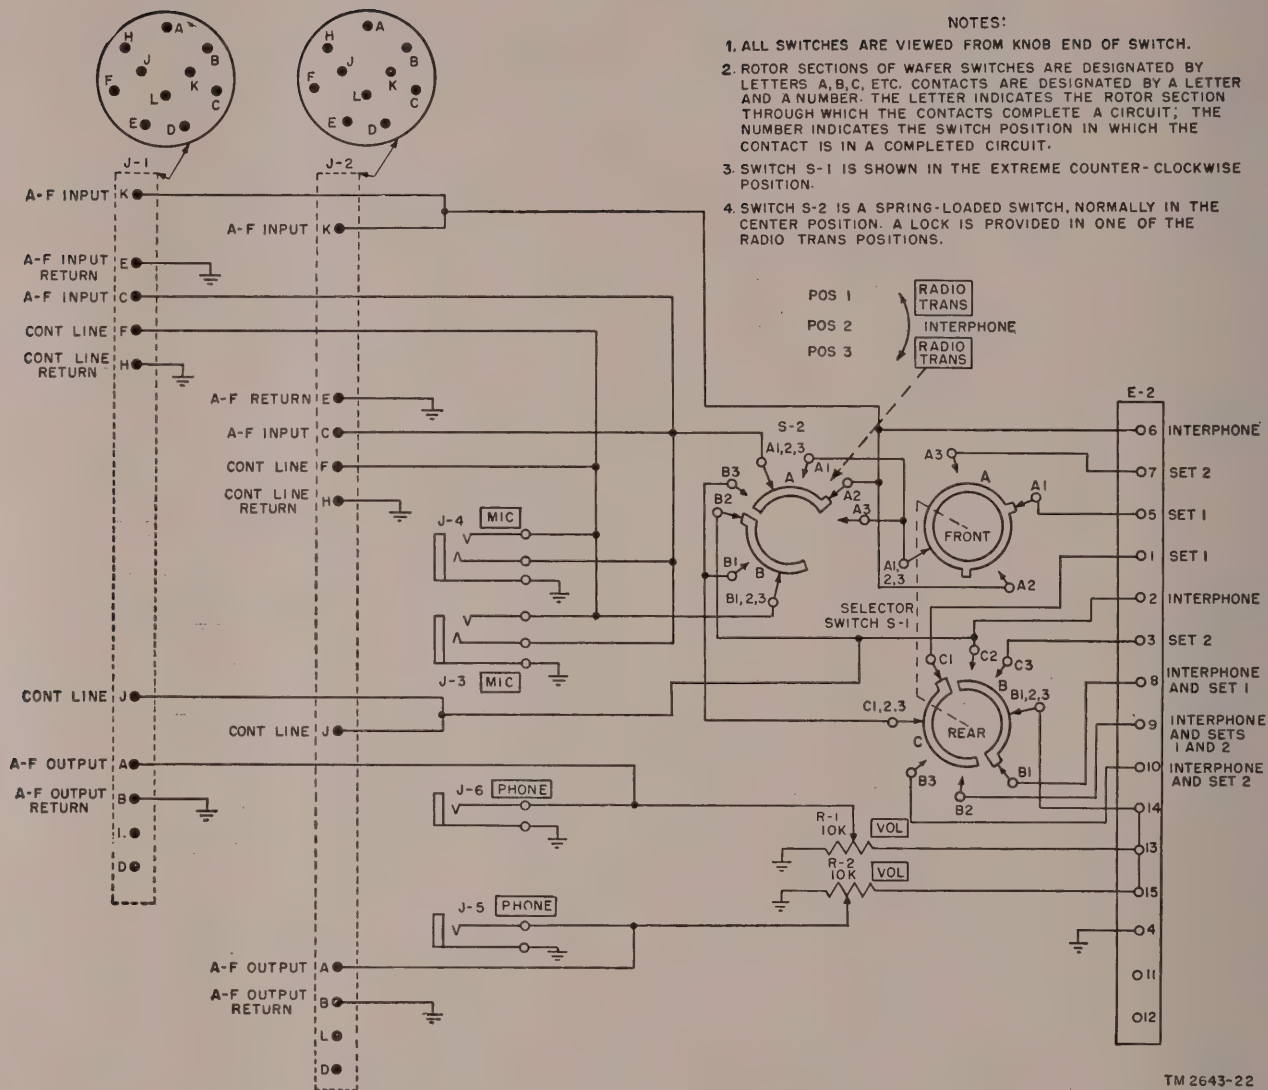 NOTES:
1. ALL SWITCHES ARE VIEWED FROM KNOB END OF SWITCH.
2. ROTOR SECTIONS OF WAFER SWITCHES ARE DESIGNATED BY
LETTERS A,B,C, ETC. CONTACTS ARE DESIGNATED BY A LETTER
AND A NUMBER. THE LETTER INDICATES THE ROTOR SECTION
THROUGH WHICH THE CONTACTS COMPLETE A CIRCUIT; THE
NUMBER INDICATES THE SWITCH POSITION IN WHICH THE
CONTACT IS IN A COMPLETED CIRCUIT.
3. SWITCH S-1 IS SHOWN IN THE EXTREME COUNTER-CLOCKWISE
POSITION.
4. SWITCH S-2 IS A SPRING-LOADED SWITCH, NORMALLY IN THE
CENTER POSITION. A LOCK IS PROVIDED IN ONE OF THE
RADIO TRANS POSITIONS.
A
H
B
J
K
F
L
C
E
D
J-1
A
H
B
J
K
F
L
C
E
D
J-2
A-F INPUT K
A-F INPUT K
A-F INPUT
RETURN
E
A-F INPUT C
CONT LINE F
CONT LINE
RETURN
H
A-F RETURN E
A-F INPUT C
CONT LINE F
CONT LINE
RETURN
H
J-4 MIC
J-3 MIC
CONT LINE J
CONT LINE J
A-F OUTPUT A
A-F OUTPUT
RETURN
B
L
D
J-6 PHONE
J-5 PHONE
A-F OUTPUT A
A-F OUTPUT
RETURN
B
L
D
POS 1
POS 2
POS 3
RADIO
TRANS
INTERPHONE
RADIO
TRANS
S-2
A1,2,3
A1
A
A2
A3
B3
B2
B1
B
B1,2,3
A3
A
A1
FRONT
A1,
2,3
A2
SELECTOR
SWITCH S-1
C1
C2
C3
B
B1,2,3
C1,2,3
C
REAR
B3
B2
B1
R-1
10K
VOL
R-2
10K
VOL
E-2
6 INTERPHONE
7 SET 2
5 SET 1
1 SET 1
2 INTERPHONE
3 SET 2
8 INTERPHONE
AND SET 1
9 INTERPHONE
AND SETS
1 AND 2
10 INTERPHONE
AND SET 2
14
13
15
4
11
12
TM 2643-22